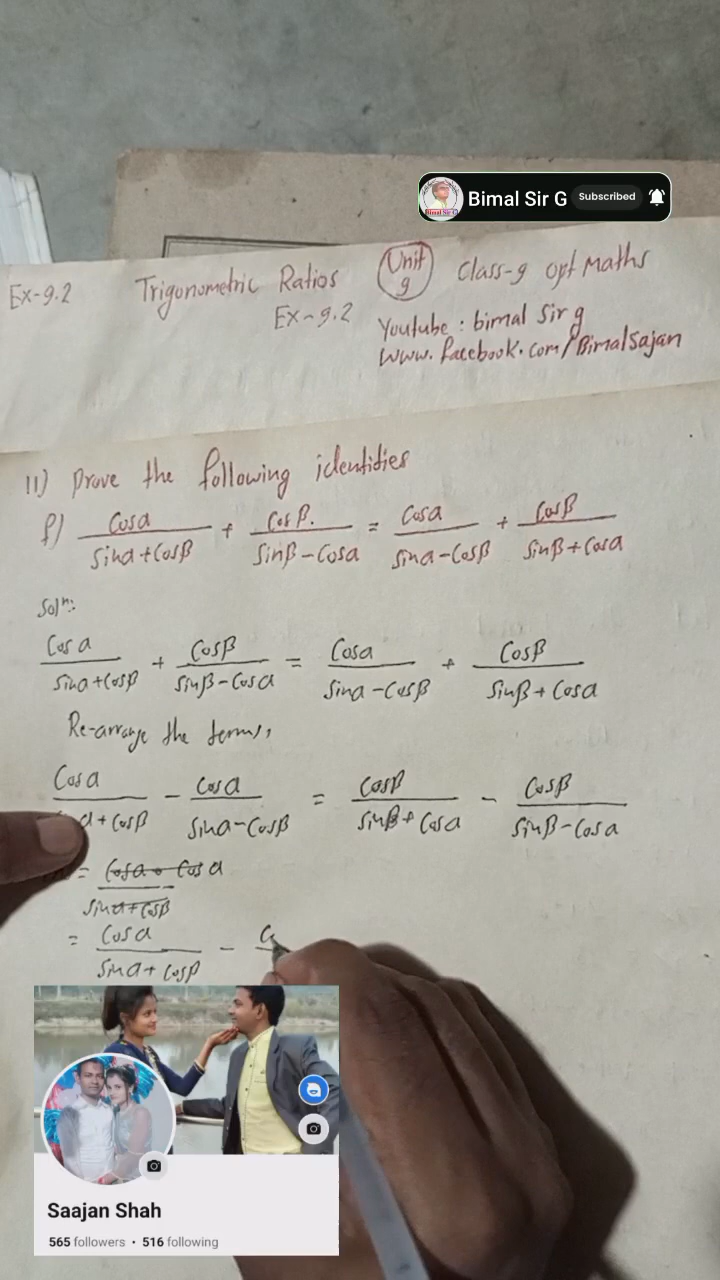 Bimal Sir G Subscribed
Ex-9.2 Trigonometric Ratios Unit 9 Class-9 opt Maths
Ex-9.2
Youtube : bimal Sir g
www.facebook.com/Bimalsajan
11) Prove the following identities
f) Cosα/(Sinα+Cosβ) + Cosβ./(Sinβ-Cosα) = Cosα/(Sinα-Cosβ) + Cosβ/(Sinβ+Cosα)
Solⁿ:
Cosα/(Sinα+Cosβ) + Cosβ/(Sinβ-Cosα) = Cosα/(Sinα-Cosβ) + Cosβ/(Sinβ+Cosα)
Re-arrange the terms,
Cosα/(α+Cosβ) - Cosα/(Sinα-Cosβ) = Cosβ/(Sinβ+Cosα) - Cosβ/(Sinβ-Cosα)
= Cosα/(Sinα+Cosβ) -
Saajan Shah
565 followers • 516 following